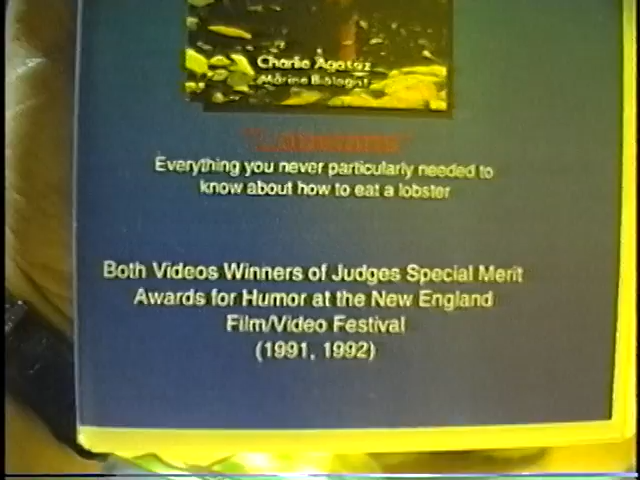 Charlie Agassaz
Marine Biologist
Everything you never particularly needed to
know about how to eat a lobster
Both Videos Winners of Judges Special Merit
Awards for Humor at the New England
Film/Video Festival
(1991, 1992)